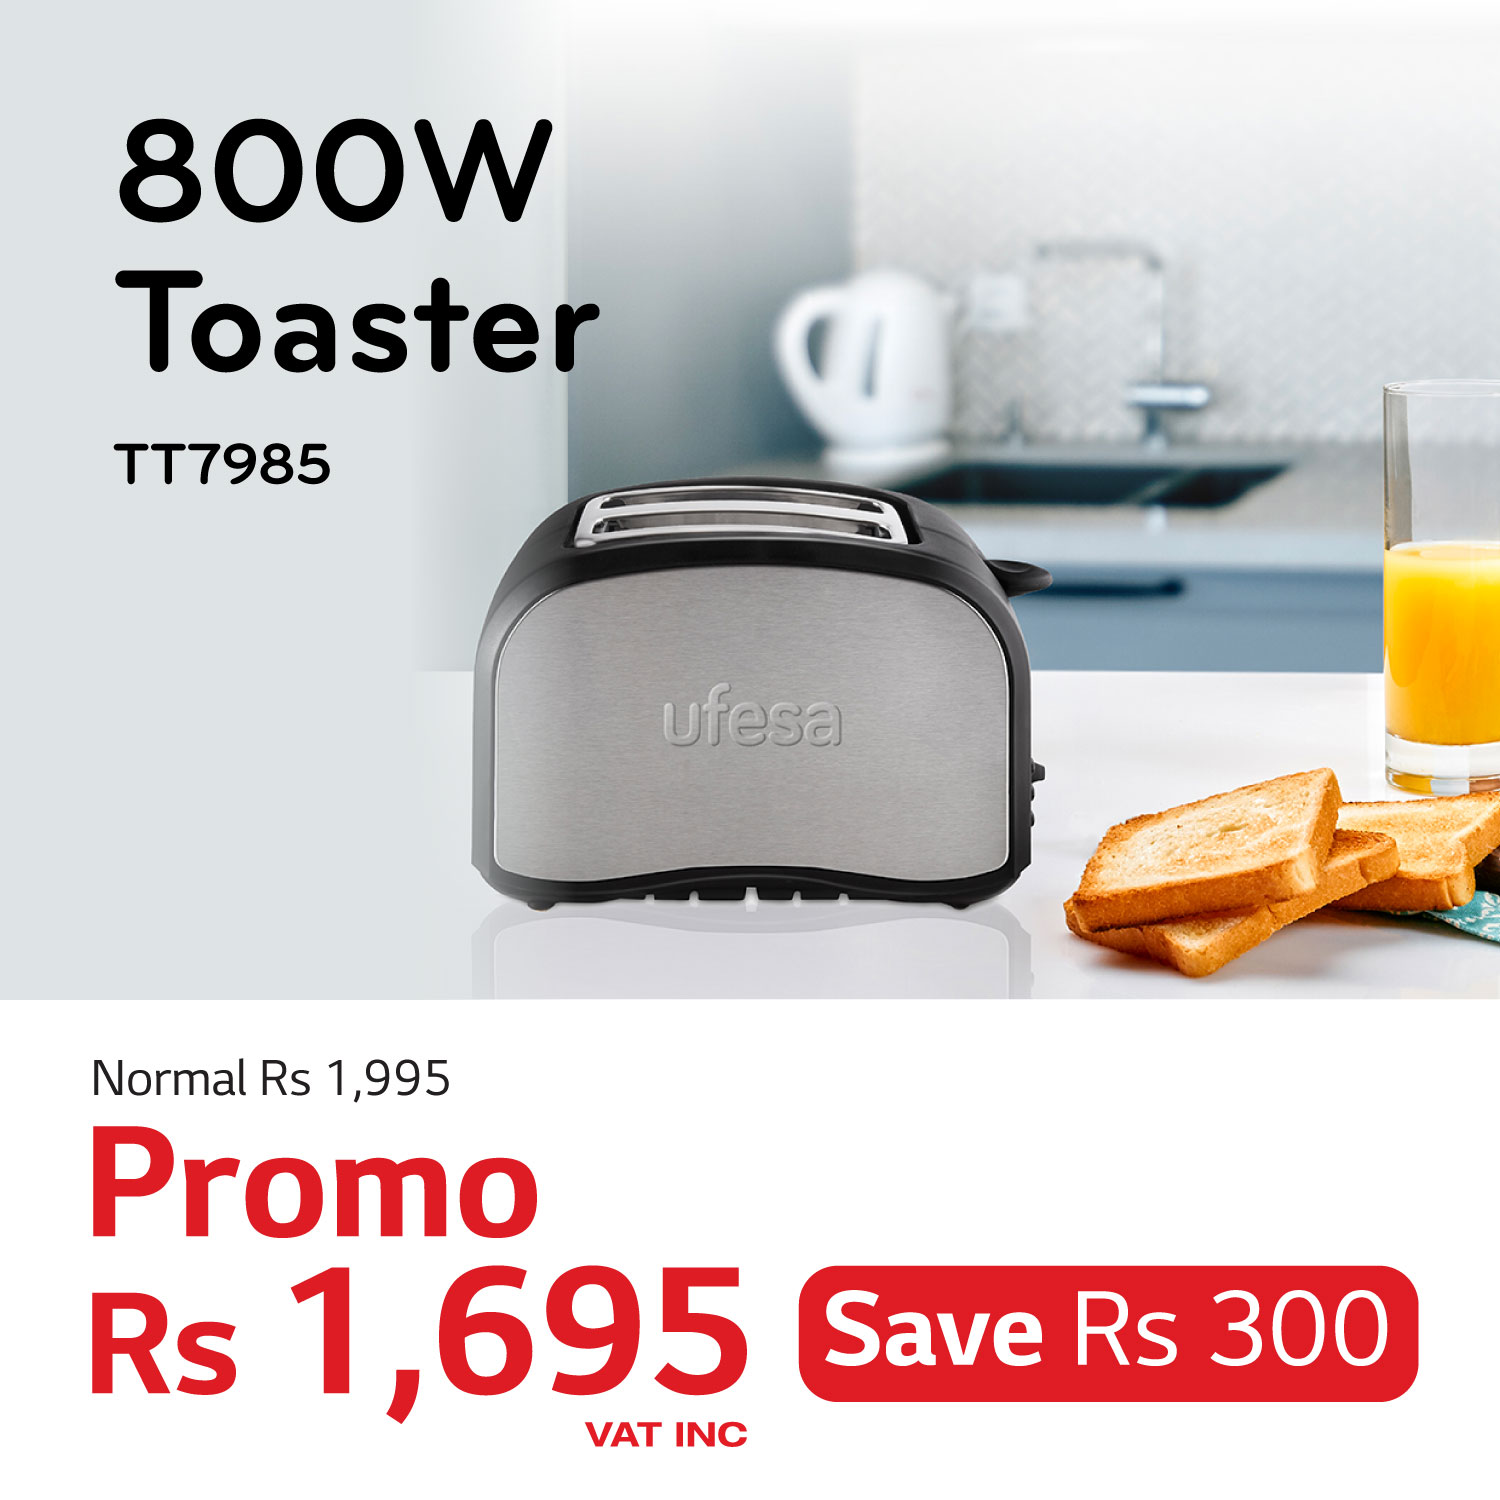 800W
Toaster
TT7985
ufesa
Normal Rs 1,995
Promo
Rs 1,695
Save Rs 300
VAT INC